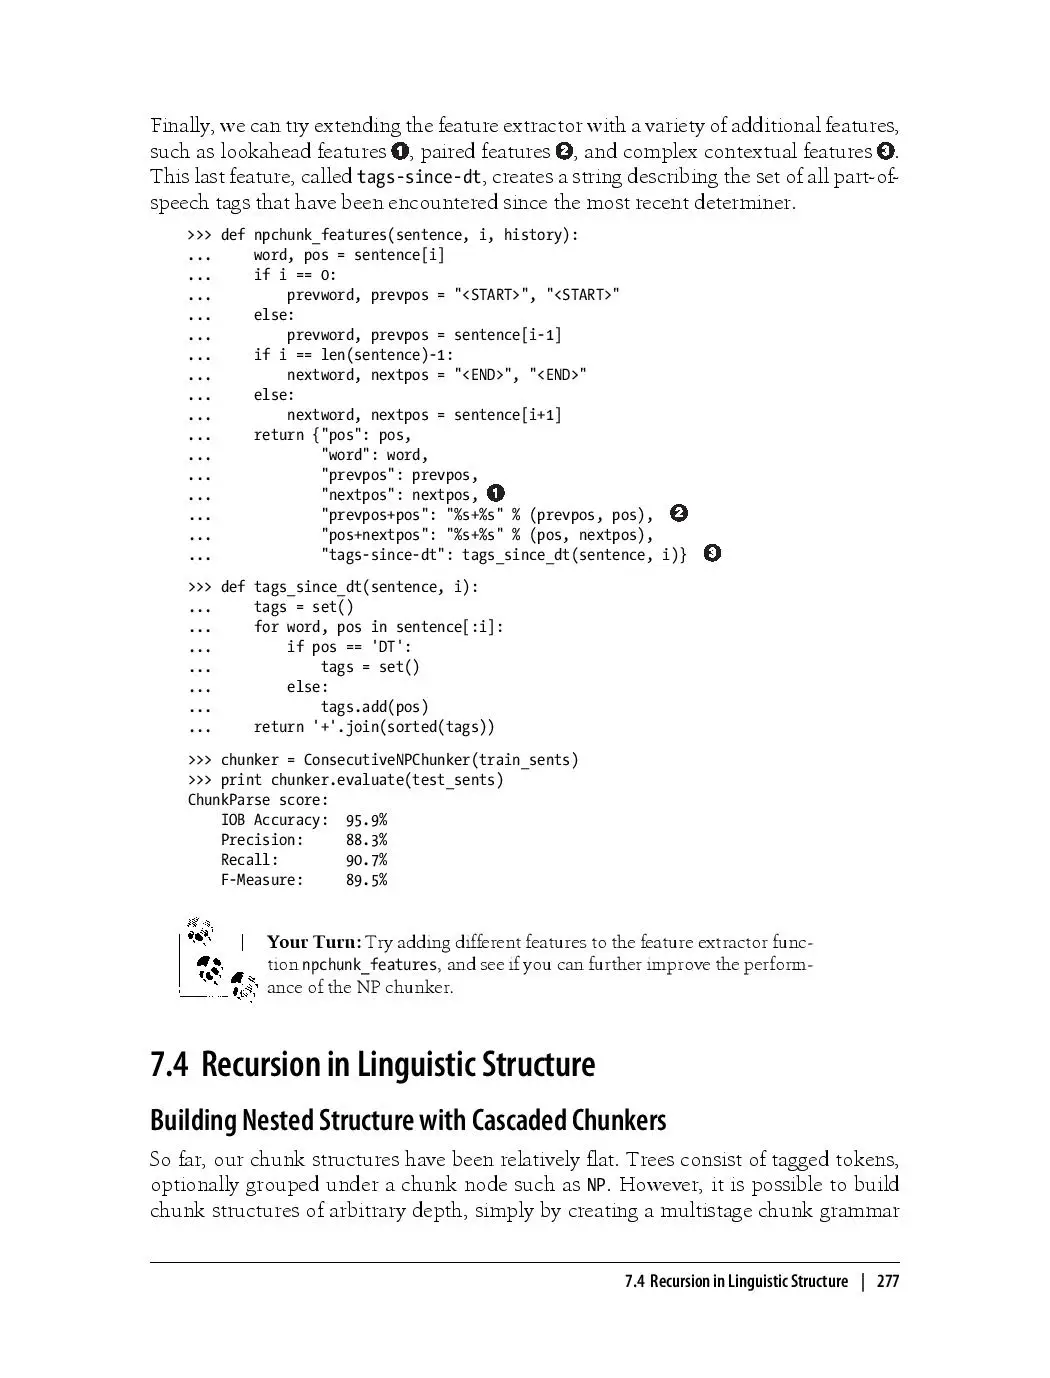 Finally, we can try extending the feature extractor with a variety of additional features,
such as lookahead features ❶, paired features ❷, and complex contextual features ❸.
This last feature, called tags-since-dt, creates a string describing the set of all part-of-
speech tags that have been encountered since the most recent determiner.
>>> def npchunk_features(sentence, i, history):
...     word, pos = sentence[i]
...     if i == 0:
...         prevword, prevpos = "<START>", "<START>"
...     else:
...         prevword, prevpos = sentence[i-1]
...     if i == len(sentence)-1:
...         nextword, nextpos = "<END>", "<END>"
...     else:
...         nextword, nextpos = sentence[i+1]
...     return {"pos": pos,
...             "word": word,
...             "prevpos": prevpos,
...             "nextpos": nextpos, ❶
...             "prevpos+pos": "%s+%s" % (prevpos, pos), ❷
...             "pos+nextpos": "%s+%s" % (pos, nextpos),
...             "tags-since-dt": tags_since_dt(sentence, i)} ❸
>>> def tags_since_dt(sentence, i):
...     tags = set()
...     for word, pos in sentence[:i]:
...         if pos == 'DT':
...             tags = set()
...         else:
...             tags.add(pos)
...     return '+'.join(sorted(tags))
>>> chunker = ConsecutiveNPChunker(train_sents)
>>> print chunker.evaluate(test_sents)
ChunkParse score:
    IOB Accuracy:  95.9%
    Precision:     88.3%
    Recall:        90.7%
    F-Measure:     89.5%
Your Turn: Try adding different features to the feature extractor func-
tion npchunk_features, and see if you can further improve the perform-
ance of the NP chunker.
7.4 Recursion in Linguistic Structure
Building Nested Structure with Cascaded Chunkers
So far, our chunk structures have been relatively flat. Trees consist of tagged tokens,
optionally grouped under a chunk node such as NP. However, it is possible to build
chunk structures of arbitrary depth, simply by creating a multistage chunk grammar
7.4 Recursion in Linguistic Structure | 277